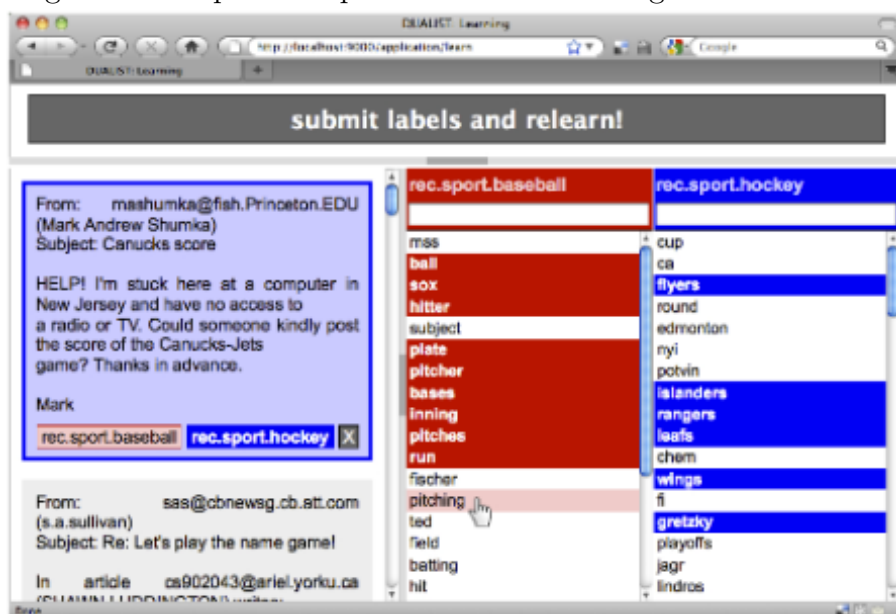 DUALIST: Learning
http://localhost:9000/application/learn
Google
DUALIST: Learning
submit labels and relearn!
From: mashumka@fish.Princeton.EDU
(Mark Andrew Shumka)
Subject: Canucks score
HELP! I'm stuck here at a computer in
New Jersey and have no access to
a radio or TV. Could someone kindly post
the score of the Canucks-Jets
game? Thanks in advance.
Mark
rec.sport.baseball rec.sport.hockey X
From: sas@cbnewsg.cb.att.com
(s.a.sullivan)
Subject: Re: Let's play the name game!
In article cs902043@ariel.yorku.ca
rec.sport.baseball
mss
ball
sox
hitter
subject
plate
pitcher
bases
inning
pitches
run
fischer
pitching
ted
field
batting
hit
rec.sport.hockey
cup
ca
flyers
round
edmonton
nyi
potvin
islanders
rangers
leafs
chem
wings
fi
gretzky
playoffs
jagr
lindros
Done